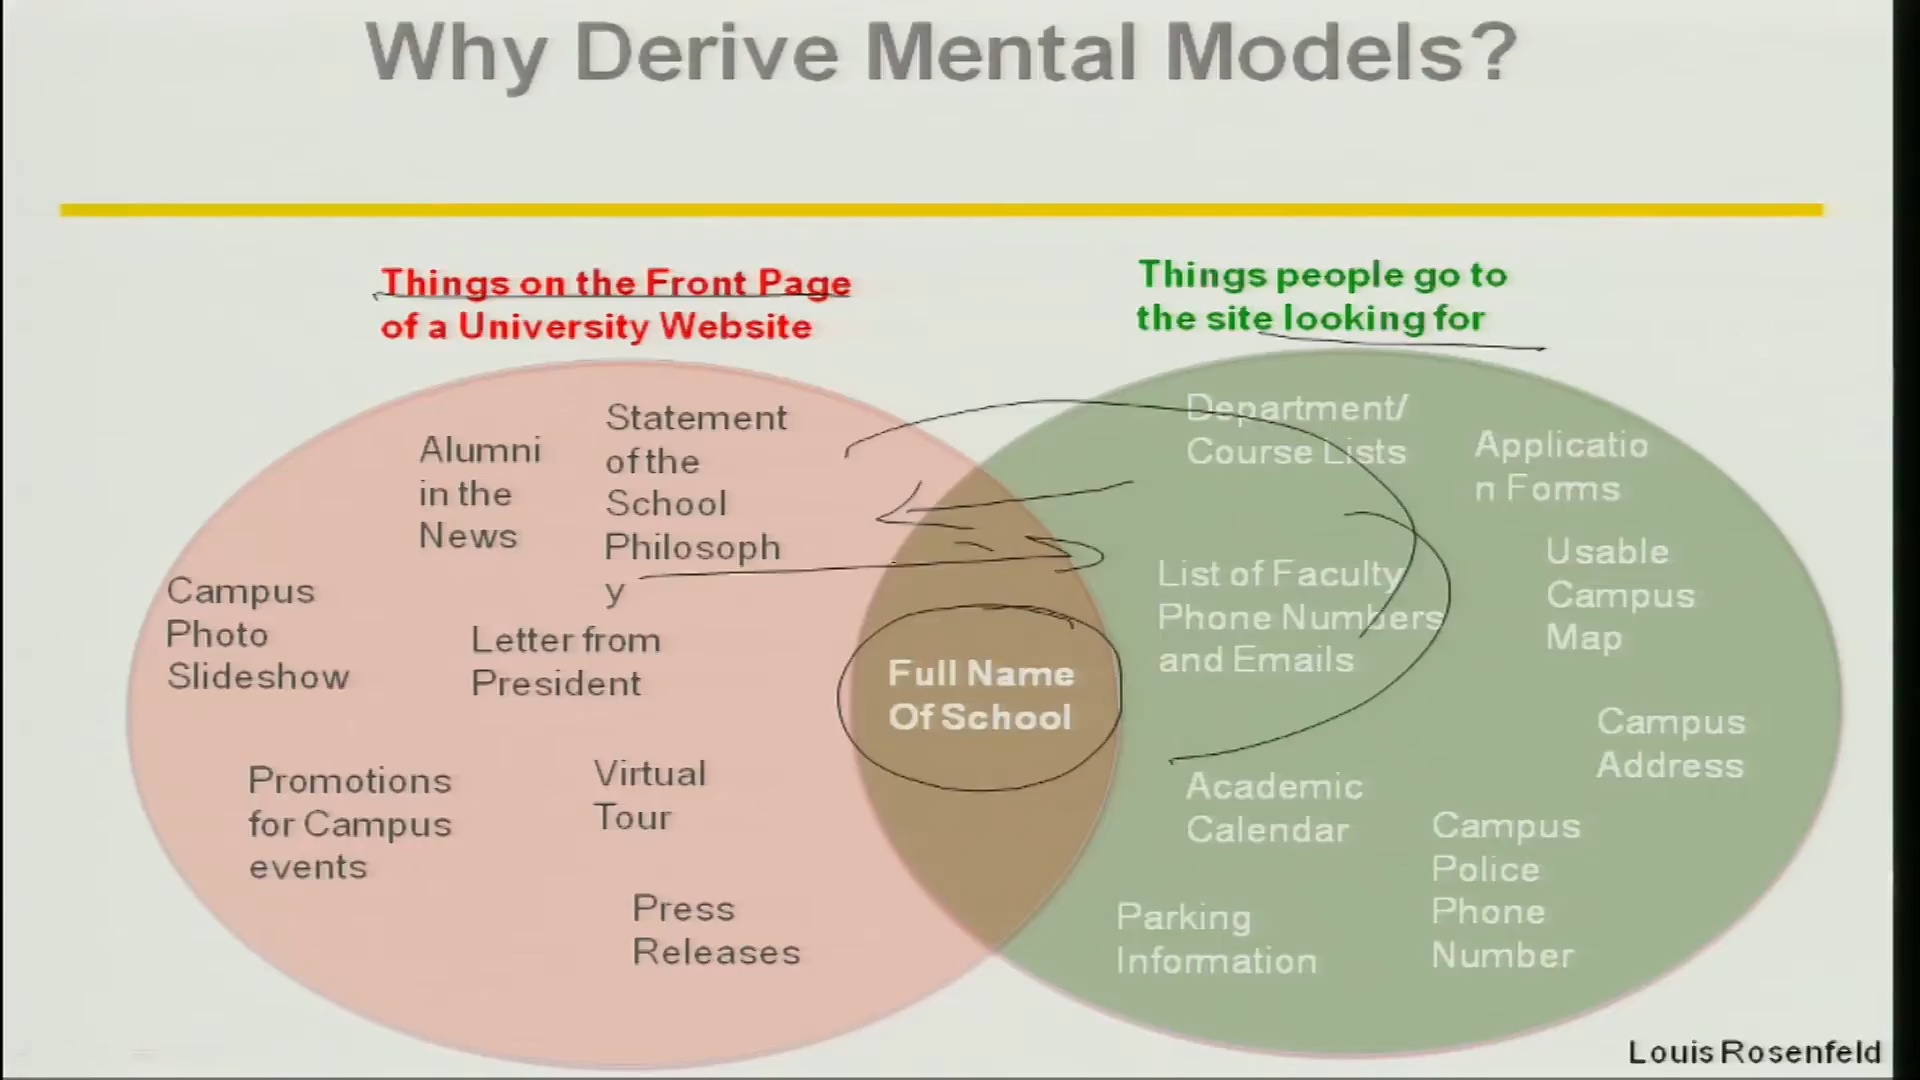 Why Derive Mental Models?
Things on the Front Page
of a University Website
Things people go to
the site looking for
Alumni
in the
News
Statement
of the
School
Philosoph
y
Campus
Photo
Slideshow
Letter from
President
Promotions
for Campus
events
Virtual
Tour
Press
Releases
Full Name
Of School
Department/
Course Lists
Applicatio
n Forms
List of Faculty
Phone Numbers
and Emails
Usable
Campus
Map
Campus
Address
Academic
Calendar
Campus
Police
Phone
Number
Parking
Information
Louis Rosenfeld